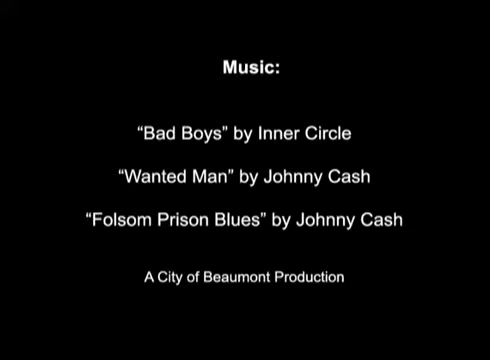 Music:
“Bad Boys” by Inner Circle
“Wanted Man” by Johnny Cash
“Folsom Prison Blues” by Johnny Cash
A City of Beaumont Production